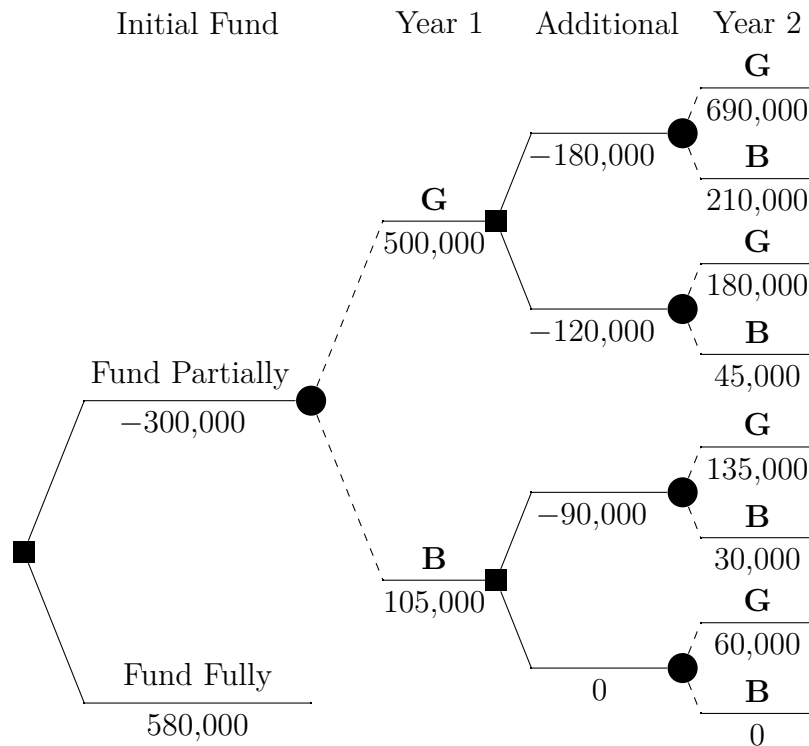 Initial Fund Year 1 Additional Year 2
G
690,000
−180,000
B
210,000
G
500,000
G
180,000
−120,000
B
45,000
Fund Partially
−300,000
G
135,000
−90,000
B
30,000
B
105,000
G
60,000
Fund Fully
580,000
0
B
0